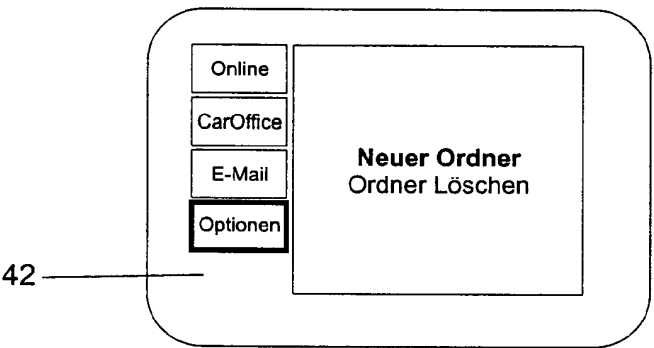 Online
CarOffice
E-Mail
Optionen
Neuer Ordner
Ordner Löschen
42